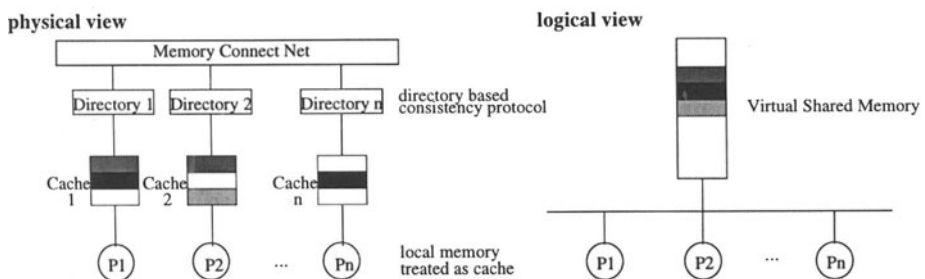 physical view
logical view
Memory Connect Net
Directory 1
Directory 2
Directory n
directory based
consistency protocol
Virtual Shared Memory
Cache
1
Cache
2
Cache
n
P1
P2
...
Pn
local memory
treated as cache
P1
P2
...
Pn